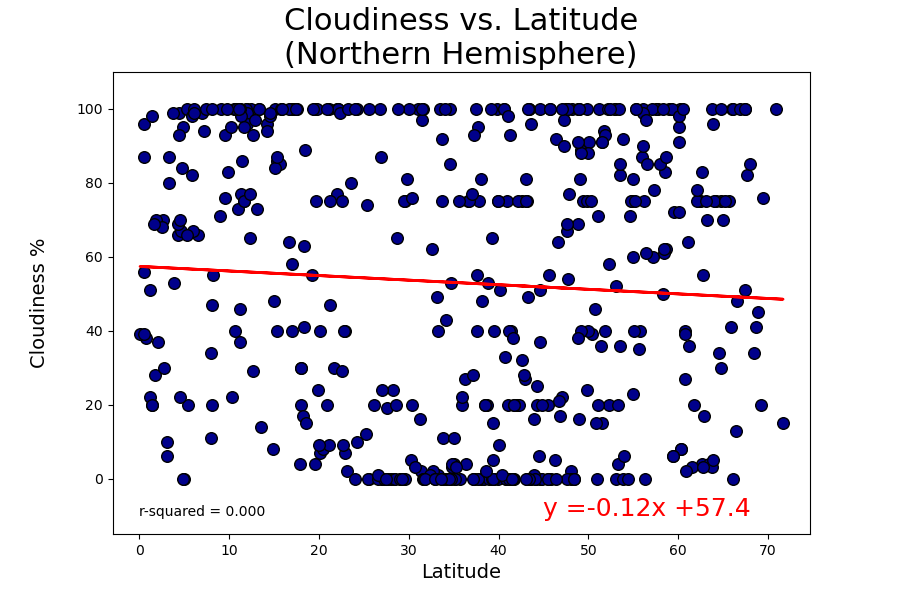 Cloudiness vs. Latitude
(Northern Hemisphere)
Cloudiness %
100
80
60
40
20
0
r-squared = 0.000
y =-0.12x +57.4
0 10 20 30 40 50 60 70
Latitude